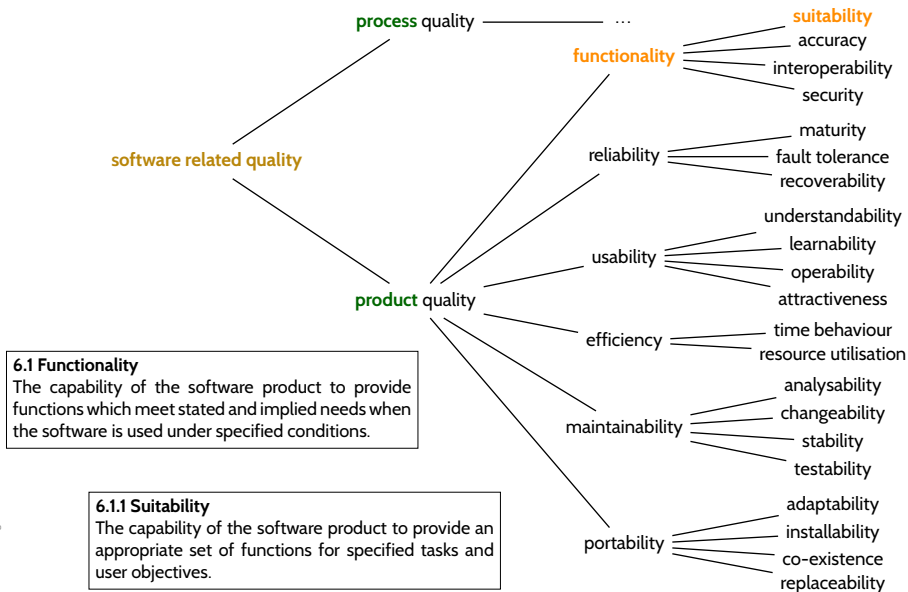 process quality
...
suitability
functionality
accuracy
interoperability
security
software related quality
reliability
maturity
fault tolerance
recoverability
usability
understandability
learnability
operability
attractiveness
product quality
efficiency
time behaviour
resource utilisation
6.1 Functionality
The capability of the software product to provide
functions which meet stated and implied needs when
the software is used under specified conditions.
maintainability
analysability
changeability
stability
testability
6.1.1 Suitability
The capability of the software product to provide an
appropriate set of functions for specified tasks and
user objectives.
portability
adaptability
installability
co-existence
replaceability